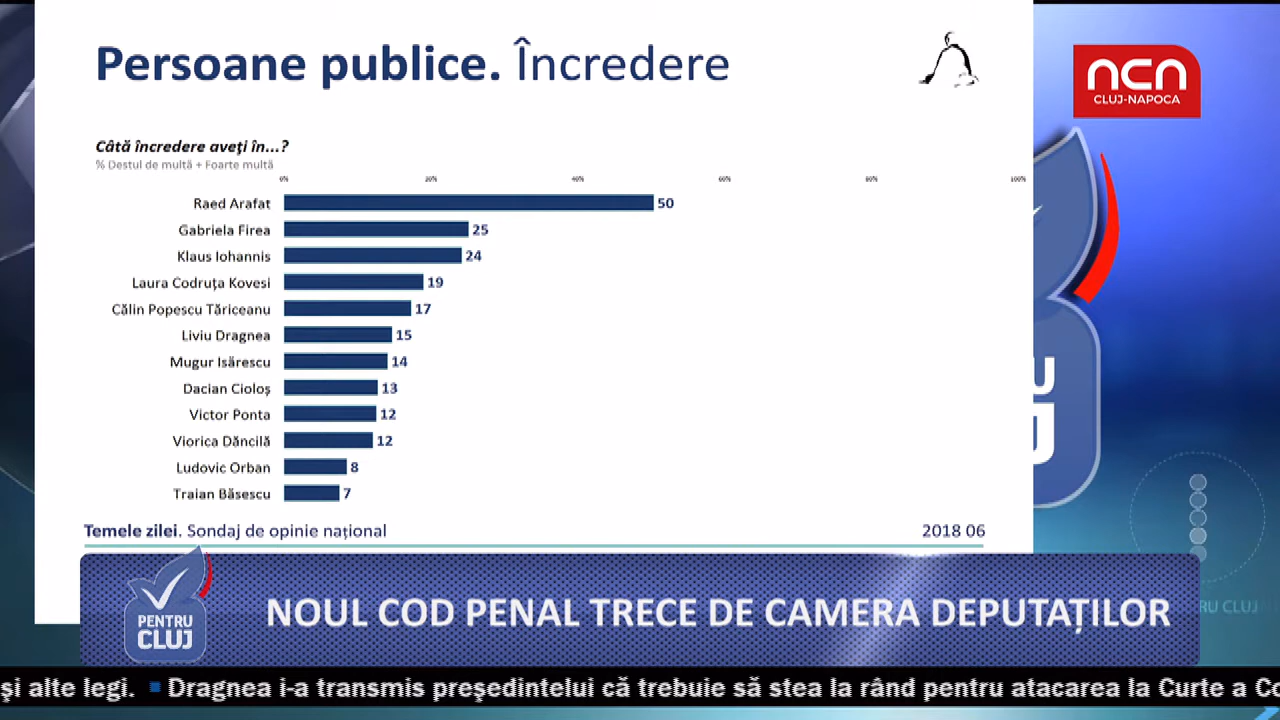 Persoane publice. Încredere
Câtă încredere aveți în...?
% Destul de multă + Foarte multă
0% 20% 40% 60% 80% 100%
Raed Arafat 50
Gabriela Firea 25
Klaus Iohannis 24
Laura Codruța Kovesi 19
Călin Popescu Tăriceanu 17
Liviu Dragnea 15
Mugur Isărescu 14
Dacian Cioloș 13
Victor Ponta 12
Viorica Dăncilă 12
Ludovic Orban 8
Traian Băsescu 7
Temele zilei. Sondaj de opinie național 2018 06
ncn
CLUJ-NAPOCA
U
J
RU CLUJ
PENTRU
CLUJ
NOUL COD PENAL TRECE DE CAMERA DEPUTAȚILOR
şi alte legi. Dragnea i-a transmis preşedintelui că trebuie să stea la rând pentru atacarea la Curte a Co